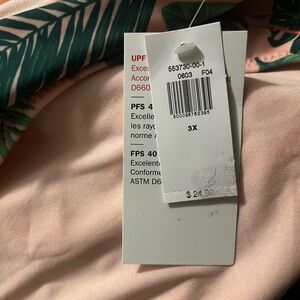 UPF
Exce
Accor
D660
PFS 4
Excelle
les rayo
norme A
FPS 40
Excelent
Conforme
ASTM D6
553730-00-1
0603 F04
3X
$ 24.99